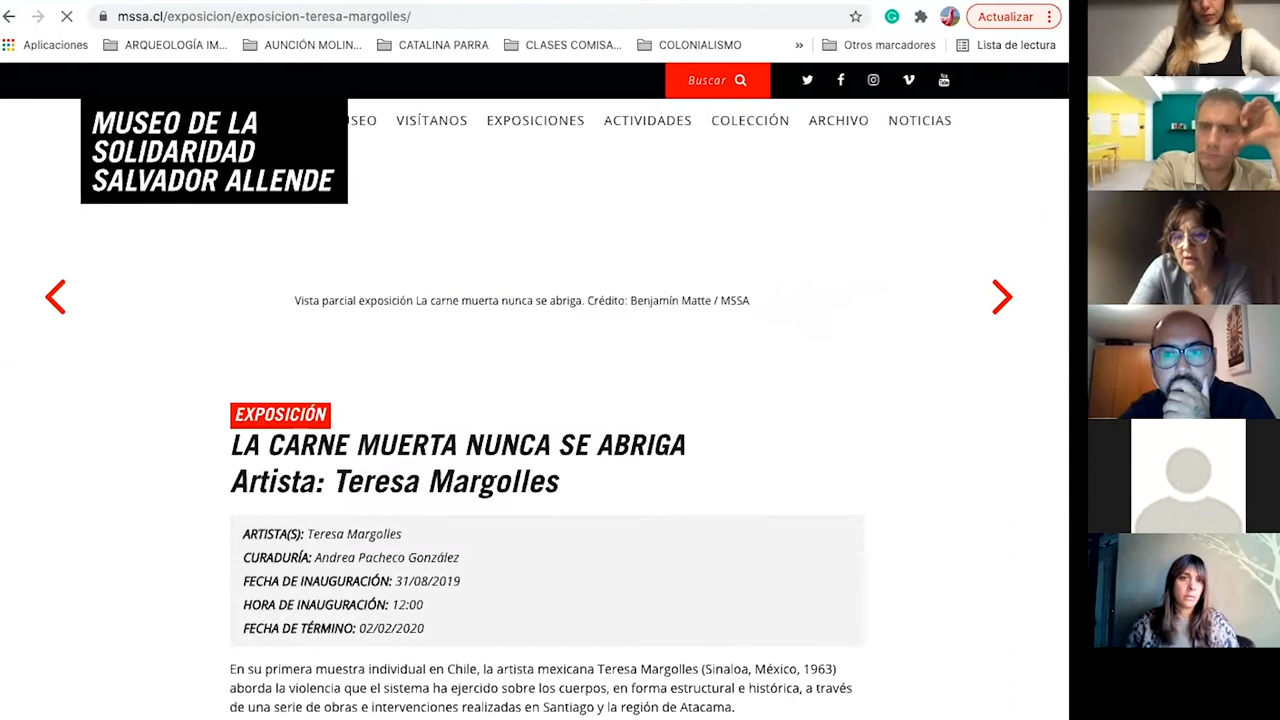 mssa.cl/exposicion/exposicion-teresa-margolles/
Actualizar
Aplicaciones
ARQUEOLOGÍA IM...
AUNCIÓN MOLIN...
CATALINA PARRA
CLASES COMISA...
COLONIALISMO
»
Otros marcadores
Lista de lectura
Buscar
MUSEO DE LA
SOLIDARIDAD
SALVADOR ALLENDE
SEO
VISÍTANOS
EXPOSICIONES
ACTIVIDADES
COLECCIÓN
ARCHIVO
NOTICIAS
Vista parcial exposición La carne muerta nunca se abriga. Crédito: Benjamín Matte / MSSA
EXPOSICIÓN
LA CARNE MUERTA NUNCA SE ABRIGA
Artista: Teresa Margolles
ARTISTA(S): Teresa Margolles
CURADURÍA: Andrea Pacheco González
FECHA DE INAUGURACIÓN: 31/08/2019
HORA DE INAUGURACIÓN: 12:00
FECHA DE TÉRMINO: 02/02/2020
En su primera muestra individual en Chile, la artista mexicana Teresa Margolles (Sinaloa, México, 1963)
aborda la violencia que el sistema ha ejercido sobre los cuerpos, en forma estructural e histórica, a través
de una serie de obras e intervenciones realizadas en Santiago y la región de Atacama.